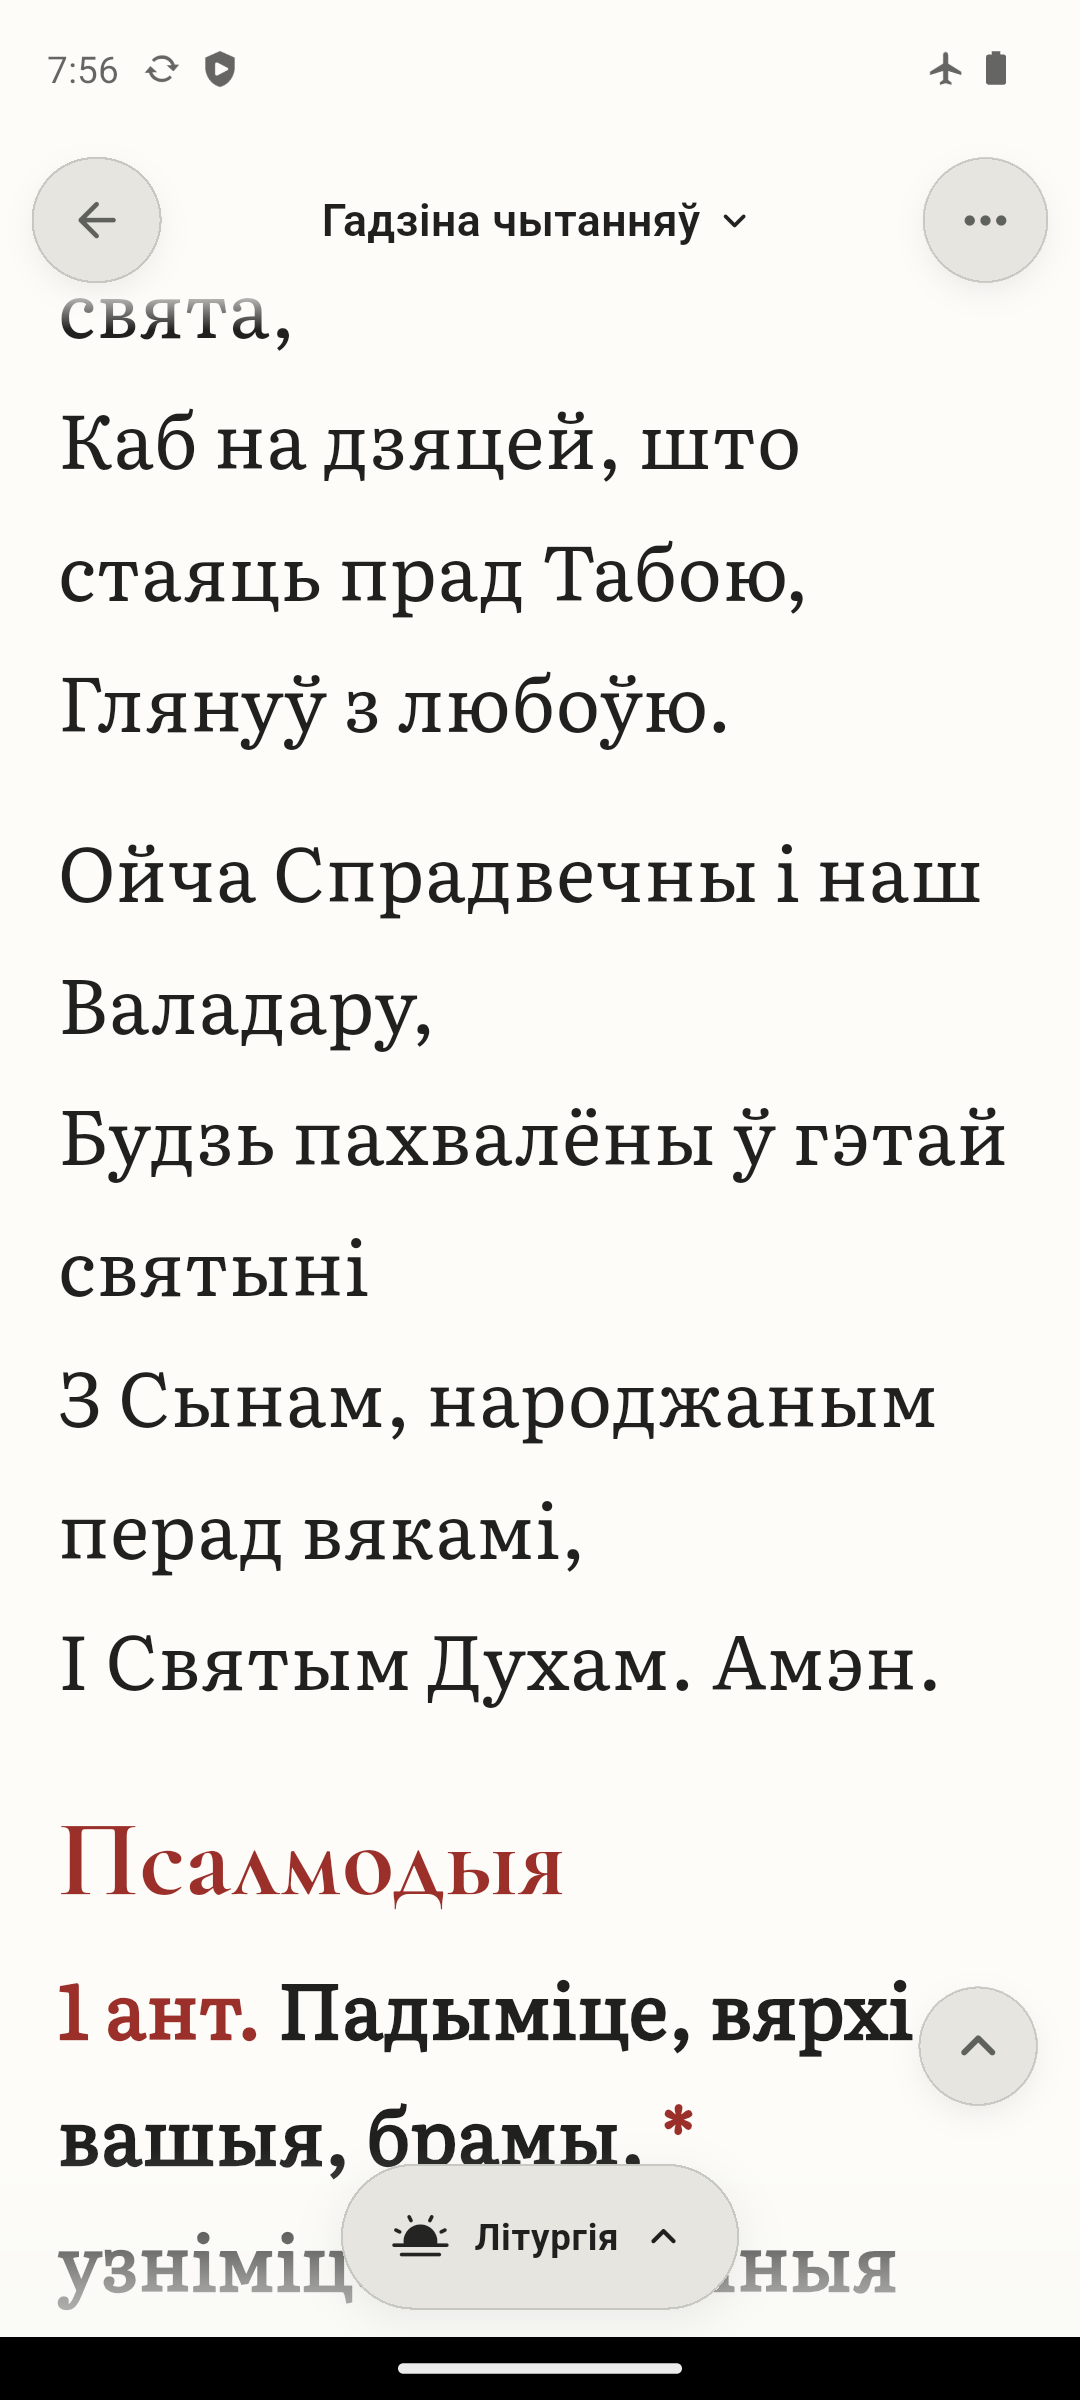 7:56
Гадзіна чытанняў
свята,
Каб на дзяцей, што
стаяць прад Табою,
Глянуў з любоўю.
Ойча Спрадвечны і наш
Валадару,
Будзь пахвалёны ў гэтай
святыні
З Сынам, народжаным
перад вякамі,
І Святым Духам. Амэн.
Псалмодыя
1 ант. Падыміце, вярхі
вашыя, брамы, *
Літургія